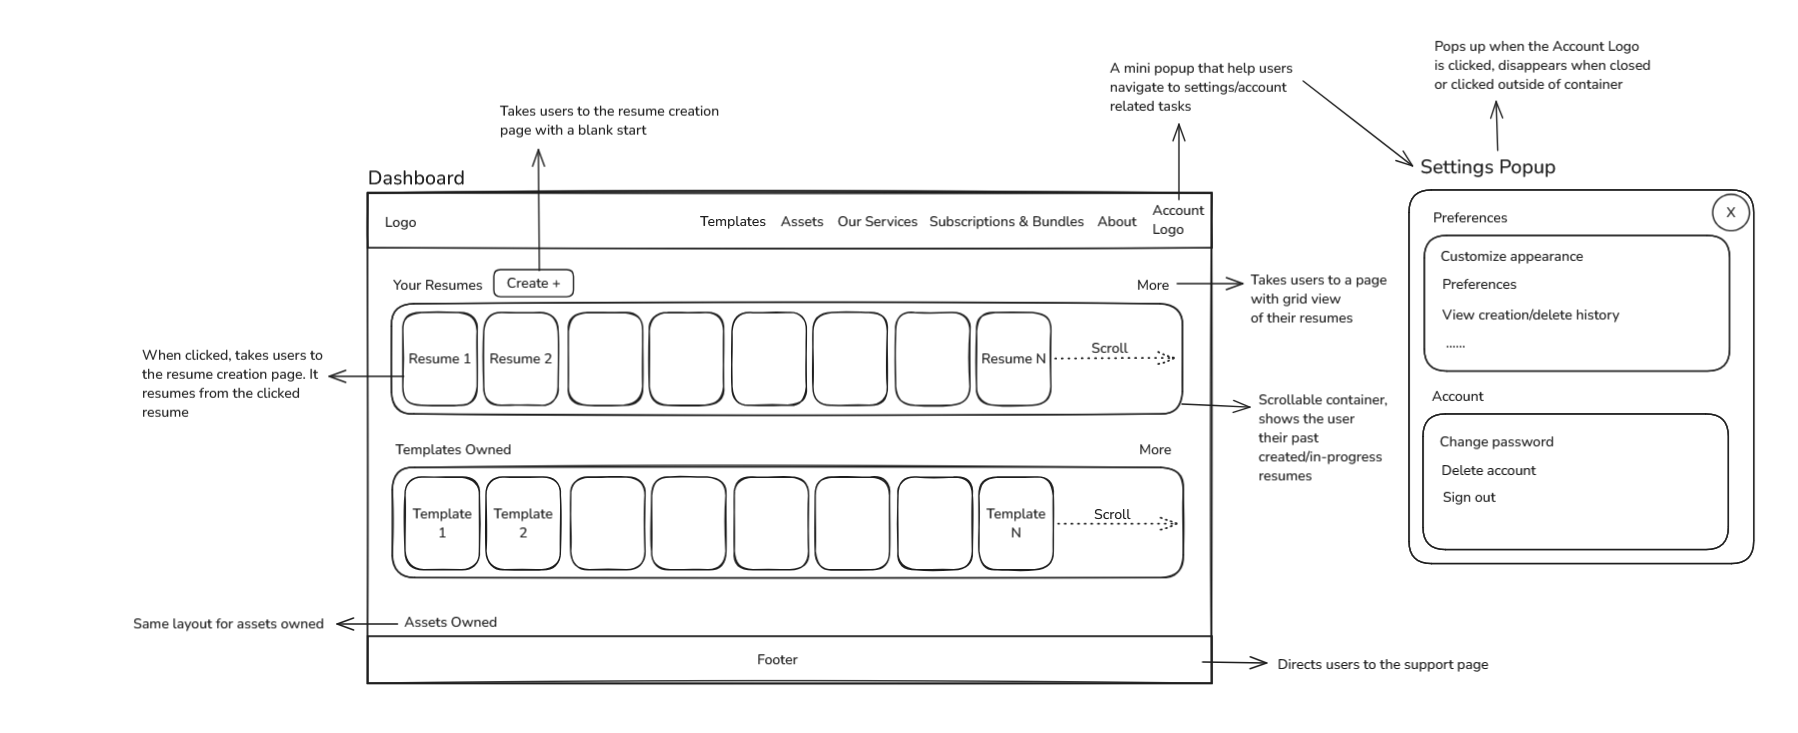 Pops up when the Account Logo
is clicked, disappears when closed
or clicked outside of container
A mini popup that help users
navigate to settings/account
related tasks
Takes users to the resume creation
page with a blank start
Settings Popup
Dashboard
Logo
Templates
Assets
Our Services
Subscriptions & Bundles
About
Account
Logo
Your Resumes
Create +
More
Takes users to a page
with grid view
of their resumes
Resume 1
Resume 2
Resume N
Scroll
When clicked, takes users to
the resume creation page. It
resumes from the clicked
resume
Scrollable container,
shows the user
their past
created/in-progress
resumes
Templates Owned
More
Template
1
Template
2
Template
N
Scroll
Same layout for assets owned
Assets Owned
Footer
Directs users to the support page
Preferences
X
Customize appearance
Preferences
View creation/delete history
......
Account
Change password
Delete account
Sign out